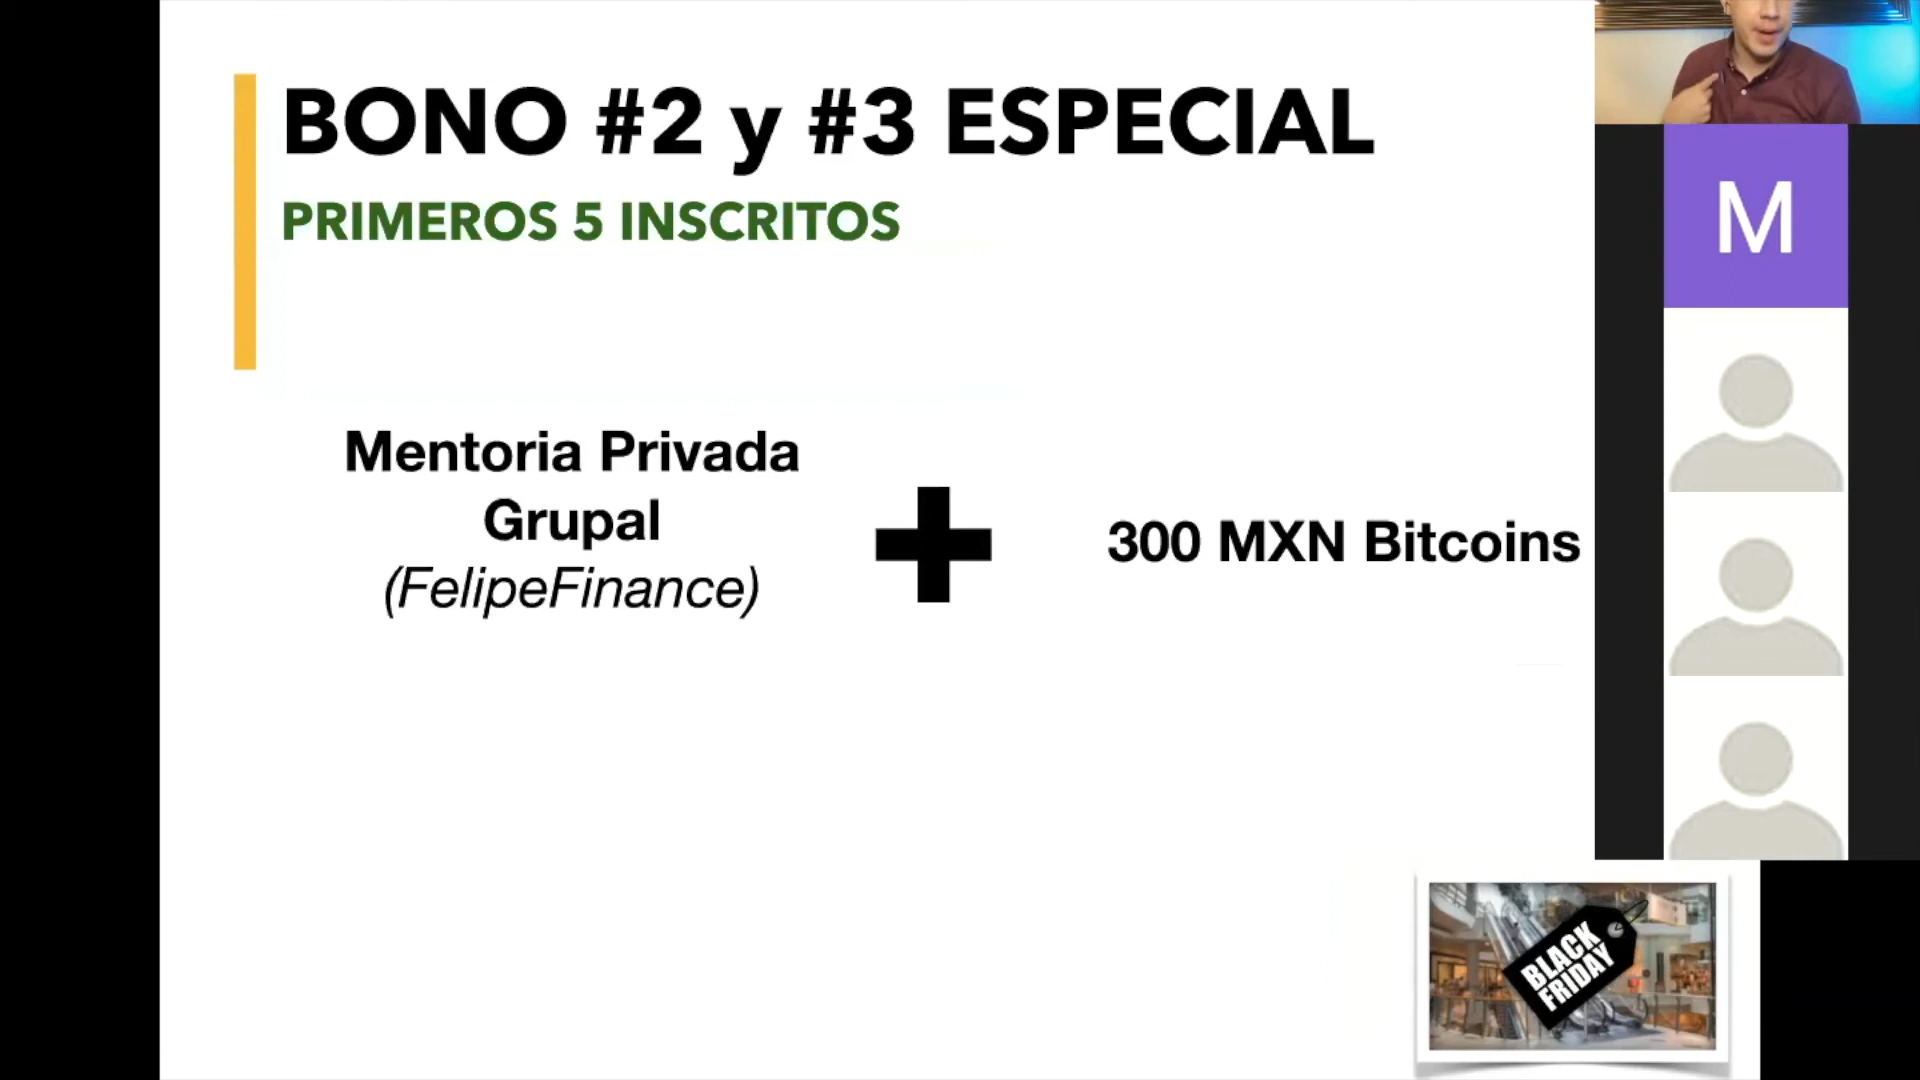 BONO #2 y #3 ESPECIAL
PRIMEROS 5 INSCRITOS
Mentoria Privada
Grupal
(FelipeFinance)
300 MXN Bitcoins
M
BLACK
FRIDAY